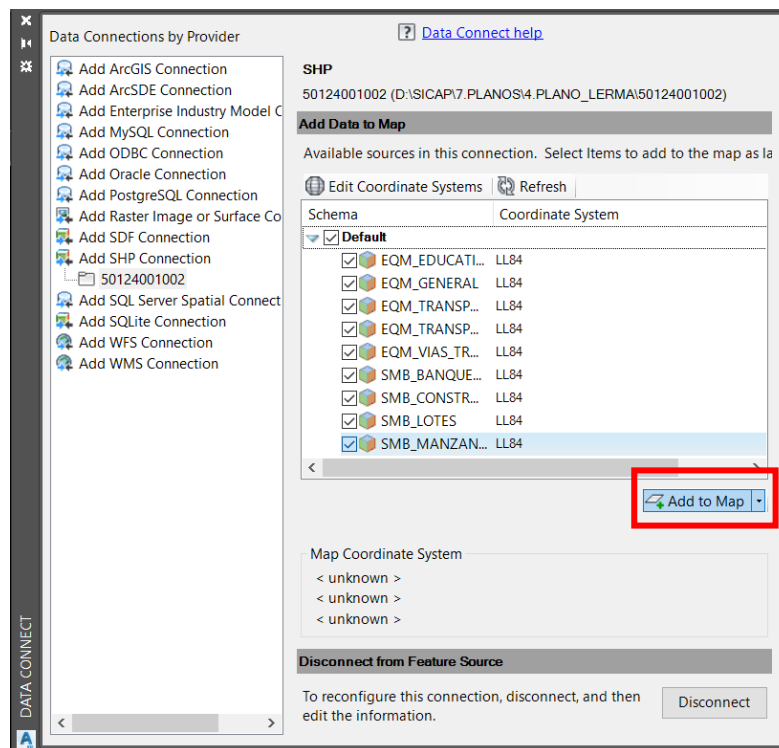 Data Connections by Provider
? Data Connect help
Add ArcGIS Connection
Add ArcSDE Connection
Add Enterprise Industry Model C
Add MySQL Connection
Add ODBC Connection
Add Oracle Connection
Add PostgreSQL Connection
Add Raster Image or Surface Co
Add SDF Connection
Add SHP Connection
50124001002
Add SQL Server Spatial Connect
Add SQLite Connection
Add WFS Connection
Add WMS Connection
SHP
50124001002 (D:\SICAP\7.PLANOS\4.PLANO_LERMA\50124001002)
Add Data to Map
Available sources in this connection. Select Items to add to the map as la
Edit Coordinate Systems Refresh
Schema Coordinate System
Default
EQM_EDUCATI... LL84
EQM_GENERAL LL84
EQM_TRANSP... LL84
EQM_TRANSP... LL84
EQM_VIAS_TR... LL84
SMB_BANQUE... LL84
SMB_CONSTR... LL84
SMB_LOTES LL84
SMB_MANZAN... LL84
Add to Map
Map Coordinate System
< unknown >
< unknown >
< unknown >
Disconnect from Feature Source
To reconfigure this connection, disconnect, and then
edit the information.
Disconnect
DATA CONNECT
A